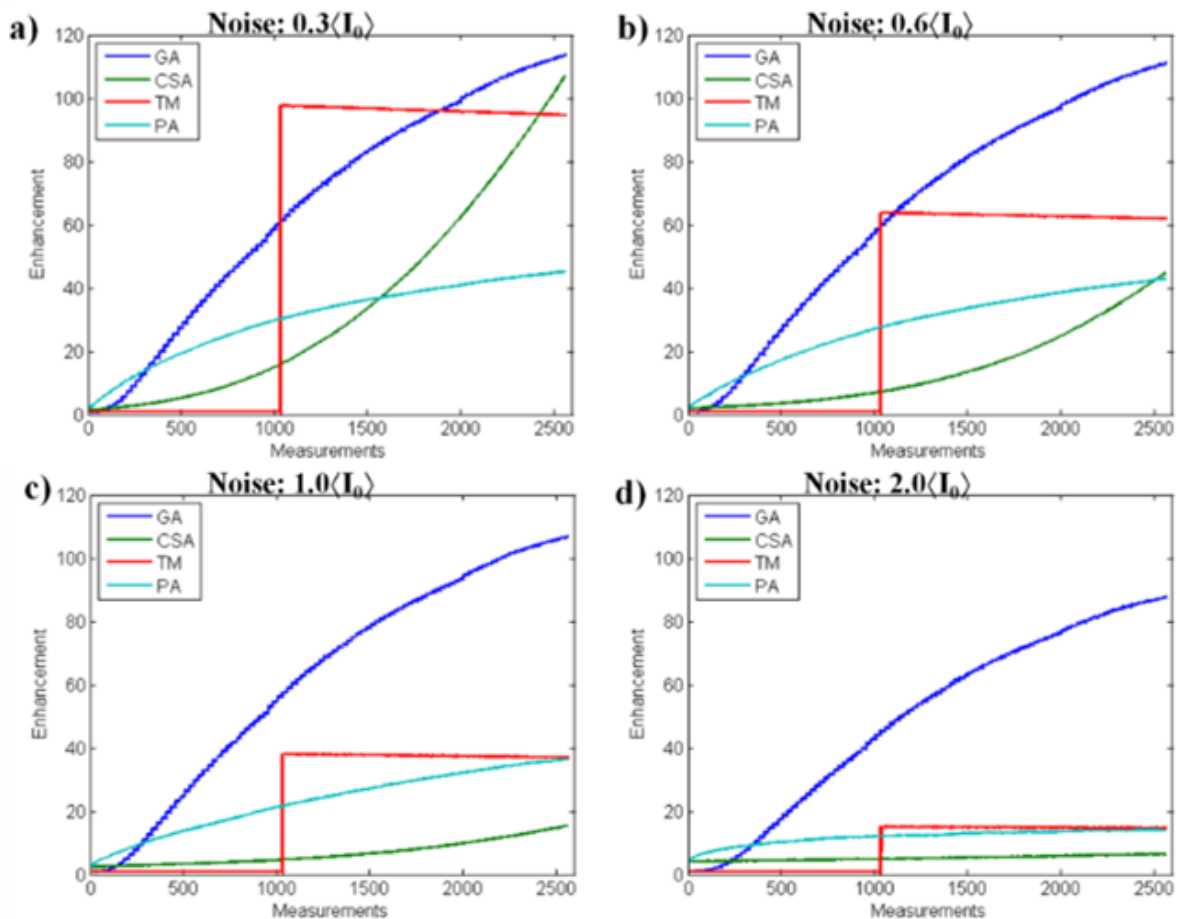 a) Noise: 0.3⟨I₀⟩
120
100
80
60
40
20
0
Enhancement
GA
CSA
TM
PA
0 500 1000 1500 2000 2500
Measurements
b) Noise: 0.6⟨I₀⟩
120
100
80
60
40
20
0
Enhancement
GA
CSA
TM
PA
0 500 1000 1500 2000 2500
Measurements
c) Noise: 1.0⟨I₀⟩
120
100
80
60
40
20
0
Enhancement
GA
CSA
TM
PA
0 500 1000 1500 2000 2500
Measurements
d) Noise: 2.0⟨I₀⟩
120
100
80
60
40
20
0
Enhancement
GA
CSA
TM
PA
0 500 1000 1500 2000 2500
Measurements